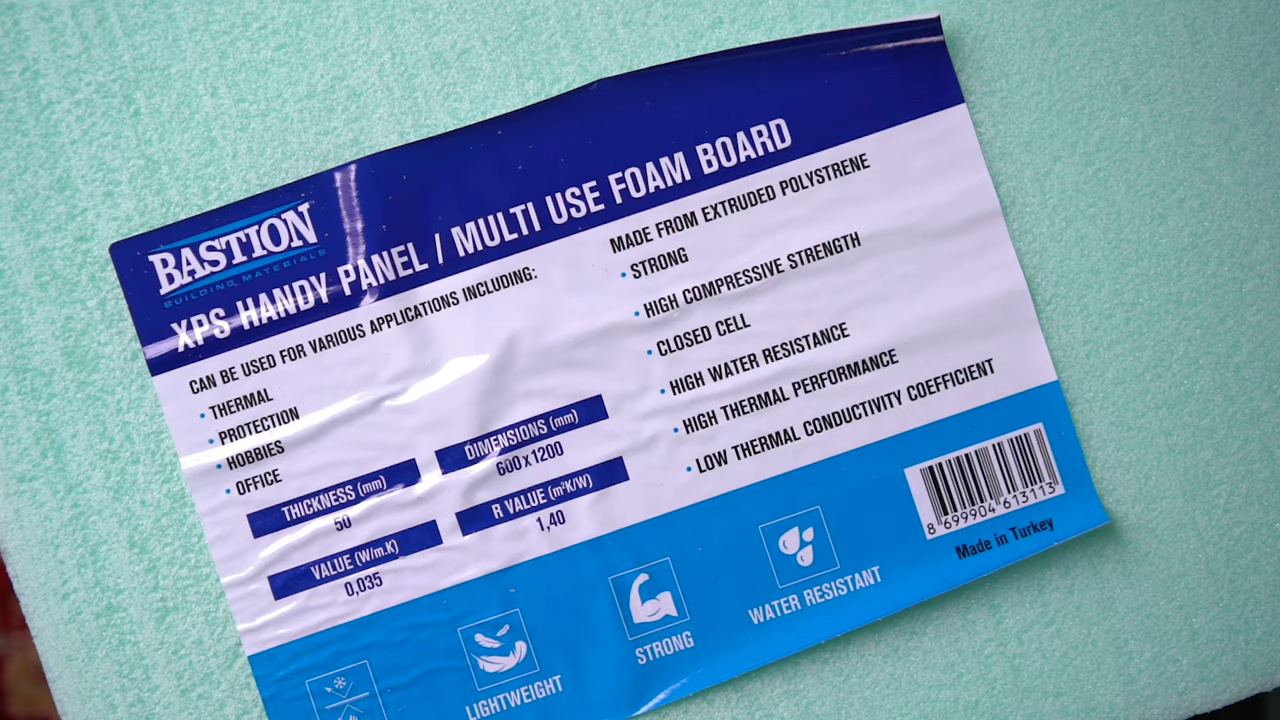 BASTION
BUILDING MATERIALS
XPS HANDY PANEL / MULTI USE FOAM BOARD
CAN BE USED FOR VARIOUS APPLICATIONS INCLUDING:
• THERMAL
• PROTECTION
• HOBBIES
• OFFICE
THICKNESS (mm)
50
DIMENSIONS (mm)
600x1200
VALUE (W/m.K)
0,035
R VALUE (m²K/W)
1,40
MADE FROM EXTRUDED POLYSTRENE
• STRONG
• HIGH COMPRESSIVE STRENGTH
• CLOSED CELL
• HIGH WATER RESISTANCE
• HIGH THERMAL PERFORMANCE
• LOW THERMAL CONDUCTIVITY COEFFICIENT
LIGHTWEIGHT
STRONG
WATER RESISTANT
8 699904 613113
Made in Turkey